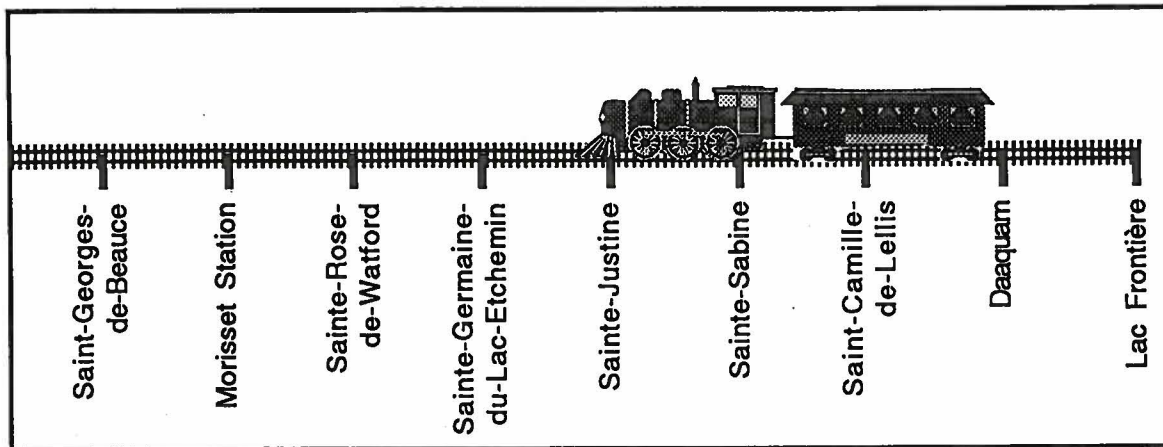 Saint-Georges-
de-Beauce
Morisset Station
Sainte-Rose-
de-Watford
Sainte-Germaine-
du-Lac-Etchemin
Sainte-Justine
Sainte-Sabine
Saint-Camille-
de-Lellis
Daaquam
Lac Frontière